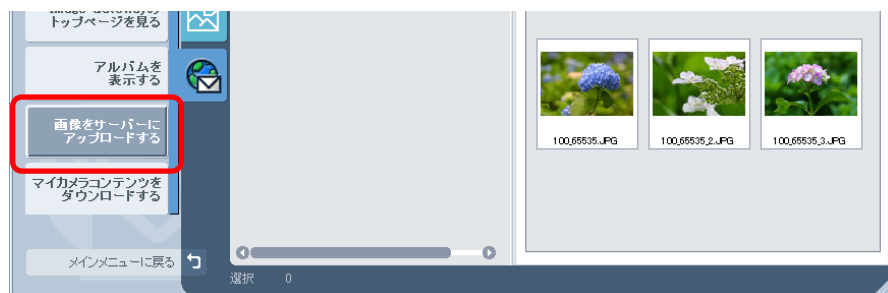 トップページを見る
アルバムを
表示する
画像をサーバーに
アップロードする
マイカメラコンテンツを
ダウンロードする
メインメニューに戻る
選択 0
100_65535.JPG
100_65535_2.JPG
100_65535_3.JPG